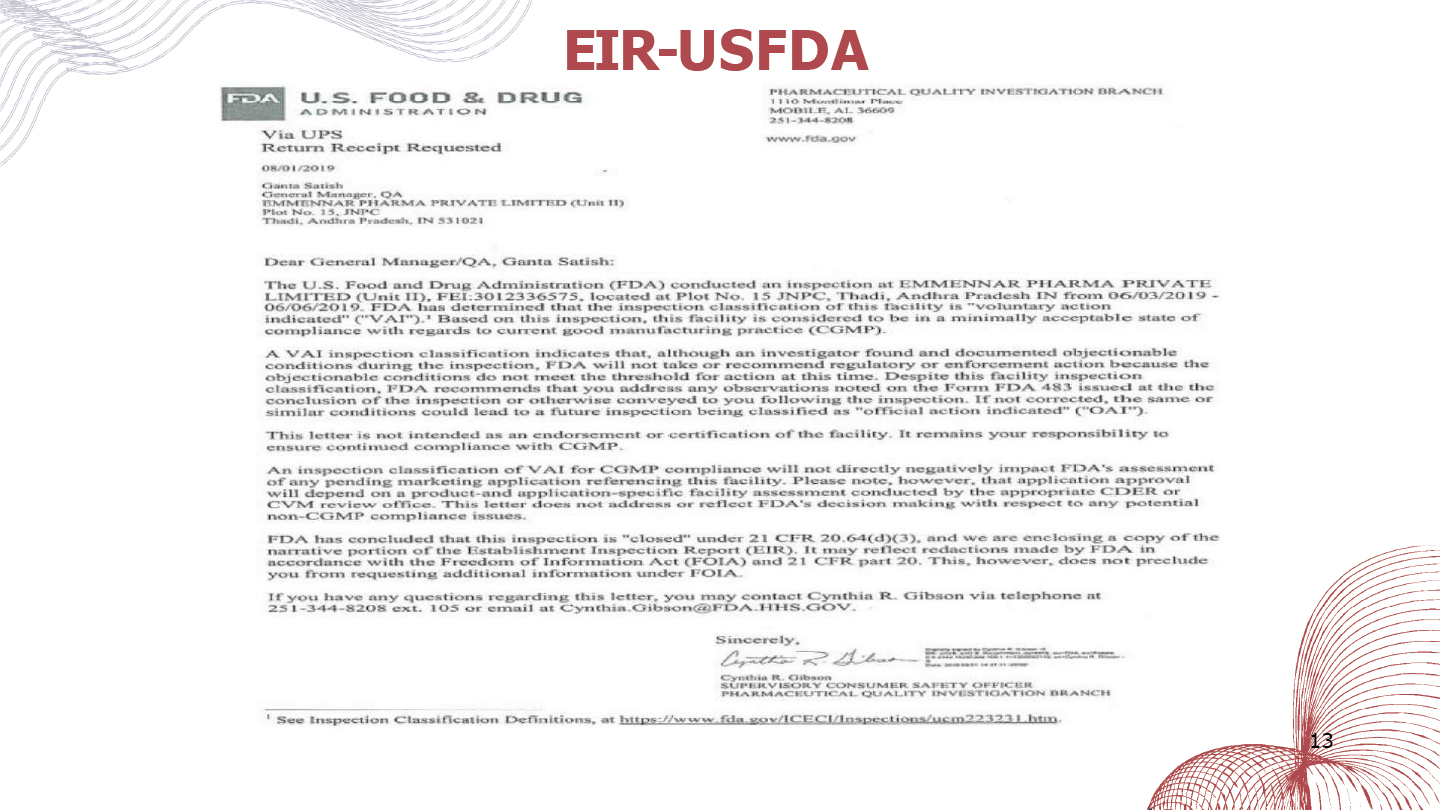 EIR-USFDA
FDA
U.S. FOOD & DRUG
ADMINISTRATION
PHARMACEUTICAL QUALITY INVESTIGATION BRANCH
1110 Montlimar Place
MOBILE, AL 36609
251-344-8208
www.fda.gov
Via UPS
Return Receipt Requested
08/01/2019
Ganta Satish
General Manager, QA
EMMENNAR PHARMA PRIVATE LIMITED (Unit II)
Plot No. 15, JNPC
Thadi, Andhra Pradesh, IN 531021
Dear General Manager/QA, Ganta Satish:
The U.S. Food and Drug Administration (FDA) conducted an inspection at EMMENNAR PHARMA PRIVATE
LIMITED (Unit II), FEI:3012336575, located at Plot No. 15 JNPC, Thadi, Andhra Pradesh IN from 06/03/2019 -
06/06/2019. FDA has determined that the inspection classification of this facility is "voluntary action
indicated" ("VAI").¹ Based on this inspection, this facility is considered to be in a minimally acceptable state of
compliance with regards to current good manufacturing practice (CGMP).
A VAI inspection classification indicates that, although an investigator found and documented objectionable
conditions during the inspection, FDA will not take or recommend regulatory or enforcement action because the
objectionable conditions do not meet the threshold for action at this time. Despite this facility inspection
classification, FDA recommends that you address any observations noted on the Form FDA 483 issued at the the
conclusion of the inspection or otherwise conveyed to you following the inspection. If not corrected, the same or
similar conditions could lead to a future inspection being classified as "official action indicated" ("OAI").
This letter is not intended as an endorsement or certification of the facility. It remains your responsibility to
ensure continued compliance with CGMP.
An inspection classification of VAI for CGMP compliance will not directly negatively impact FDA's assessment
of any pending marketing application referencing this facility. Please note, however, that application approval
will depend on a product-and application-specific facility assessment conducted by the appropriate CDER or
CVM review office. This letter does not address or reflect FDA's decision making with respect to any potential
non-CGMP compliance issues.
FDA has concluded that this inspection is "closed" under 21 CFR 20.64(d)(3), and we are enclosing a copy of the
narrative portion of the Establishment Inspection Report (EIR). It may reflect redactions made by FDA in
accordance with the Freedom of Information Act (FOIA) and 21 CFR part 20. This, however, does not preclude
you from requesting additional information under FOIA.
If you have any questions regarding this letter, you may contact Cynthia R. Gibson via telephone at
251-344-8208 ext. 105 or email at Cynthia.Gibson@FDA.HHS.GOV.
Sincerely,
Cynthia R. Gibson
Cynthia R. Gibson
SUPERVISORY CONSUMER SAFETY OFFICER
PHARMACEUTICAL QUALITY INVESTIGATION BRANCH
¹ See Inspection Classification Definitions, at https://www.fda.gov/ICECI/Inspections/ucm223231.htm.
13